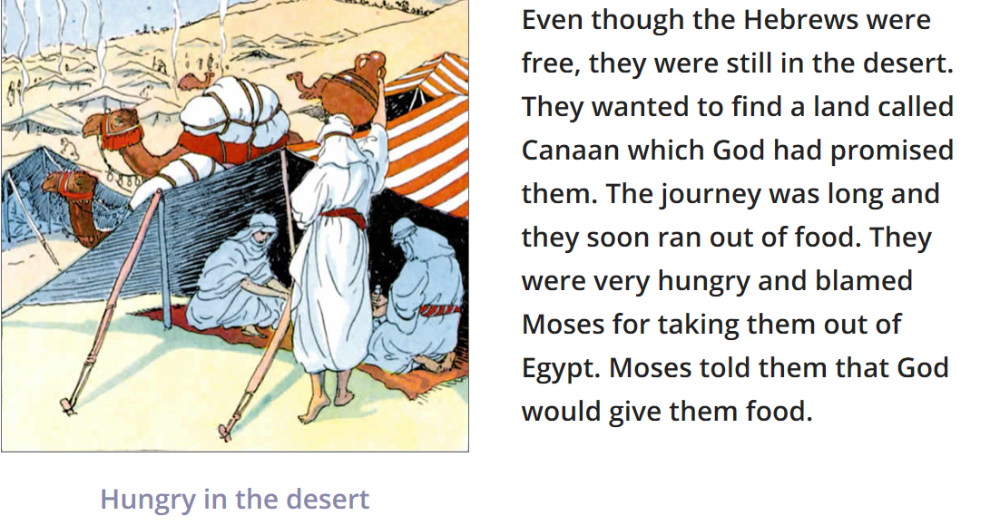 Even though the Hebrews were
free, they were still in the desert.
They wanted to find a land called
Canaan which God had promised
them. The journey was long and
they soon ran out of food. They
were very hungry and blamed
Moses for taking them out of
Egypt. Moses told them that God
would give them food.
Hungry in the desert